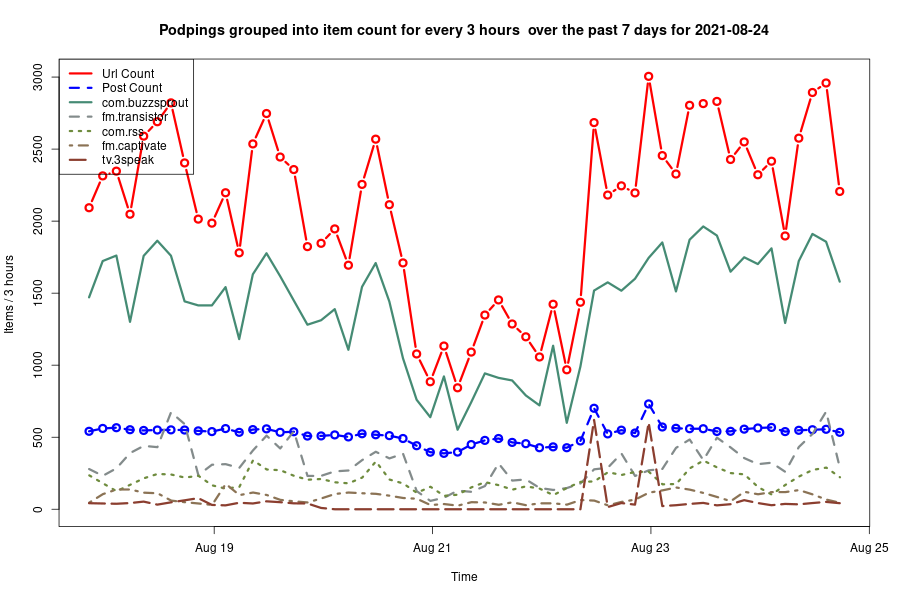 Podpings grouped into item count for every 3 hours  over the past 7 days for 2021-08-24
Items / 3 hours
3000
2500
2000
1500
1000
500
0
Url Count
Post Count
com.buzzsprout
fm.transistor
com.rss
fm.captivate
tv.3speak
Aug 19
Aug 21
Aug 23
Aug 25
Time